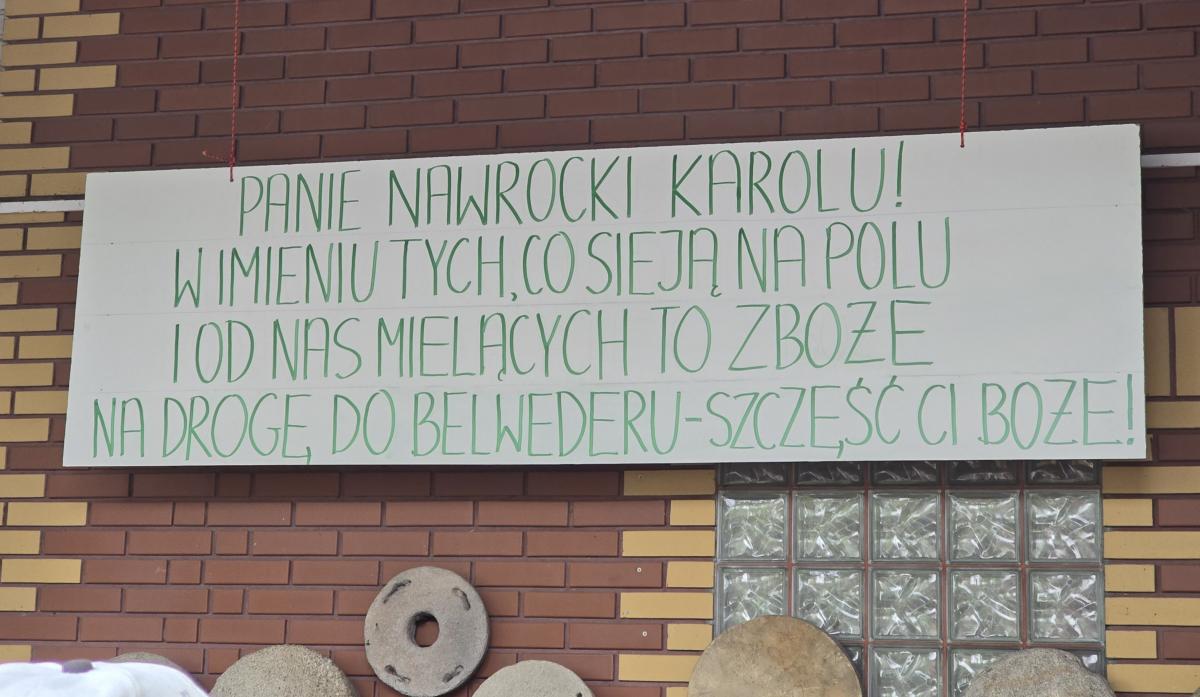 PANIE NAWROCKI KAROLU!
W IMIENIU TYCH, CO SIEJĄ NA POLU
I OD NAS MIELĄCYCH TO ZBOŻE
NA DROGĘ DO BELWEDERU - SZCZĘŚĆ CI BOŻE!